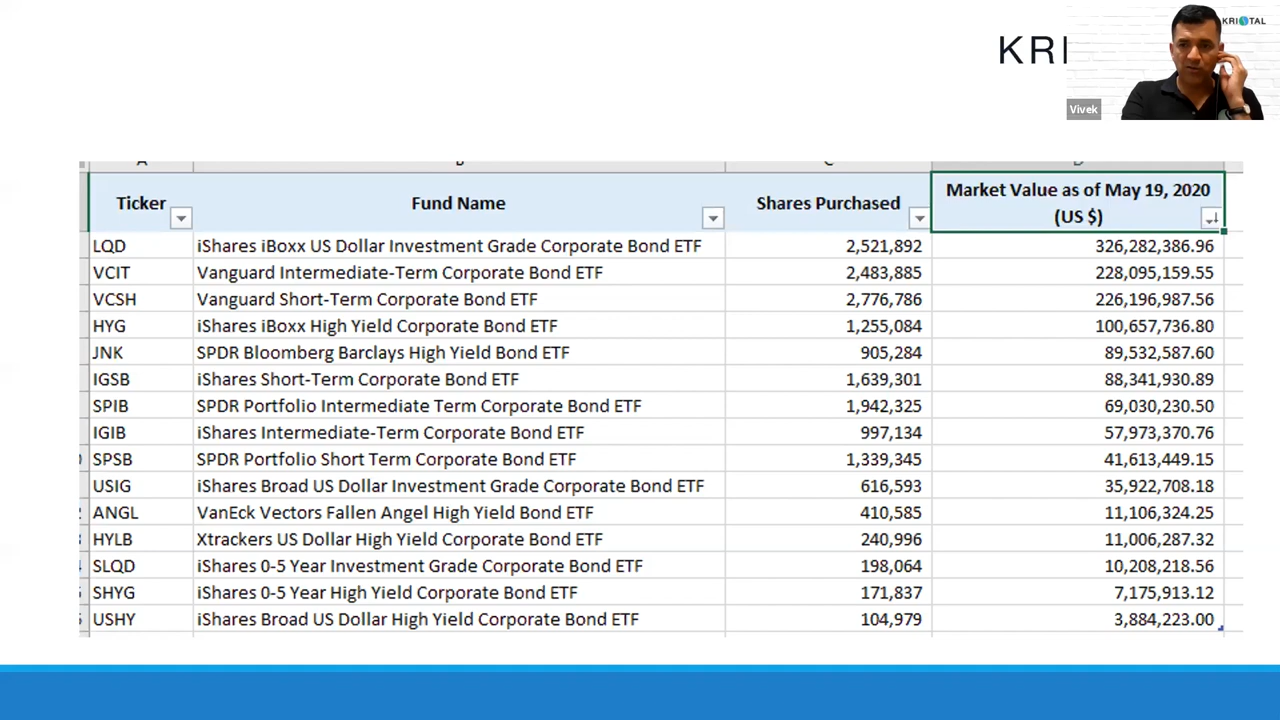 KRISTAL
KRI
Vivek
D
Ticker Fund Name Shares Purchased Market Value as of May 19, 2020
(US $)
LQD iShares iBoxx US Dollar Investment Grade Corporate Bond ETF 2,521,892 326,282,386.96
VCIT Vanguard Intermediate-Term Corporate Bond ETF 2,483,885 228,095,159.55
VCSH Vanguard Short-Term Corporate Bond ETF 2,776,786 226,196,987.56
HYG iShares iBoxx High Yield Corporate Bond ETF 1,255,084 100,657,736.80
JNK SPDR Bloomberg Barclays High Yield Bond ETF 905,284 89,532,587.60
IGSB iShares Short-Term Corporate Bond ETF 1,639,301 88,341,930.89
SPIB SPDR Portfolio Intermediate Term Corporate Bond ETF 1,942,325 69,030,230.50
IGIB iShares Intermediate-Term Corporate Bond ETF 997,134 57,973,370.76
SPSB SPDR Portfolio Short Term Corporate Bond ETF 1,339,345 41,613,449.15
USIG iShares Broad US Dollar Investment Grade Corporate Bond ETF 616,593 35,922,708.18
ANGL VanEck Vectors Fallen Angel High Yield Bond ETF 410,585 11,106,324.25
HYLB Xtrackers US Dollar High Yield Corporate Bond ETF 240,996 11,006,287.32
SLQD iShares 0-5 Year Investment Grade Corporate Bond ETF 198,064 10,208,218.56
SHYG iShares 0-5 Year High Yield Corporate Bond ETF 171,837 7,175,913.12
USHY iShares Broad US Dollar High Yield Corporate Bond ETF 104,979 3,884,223.00